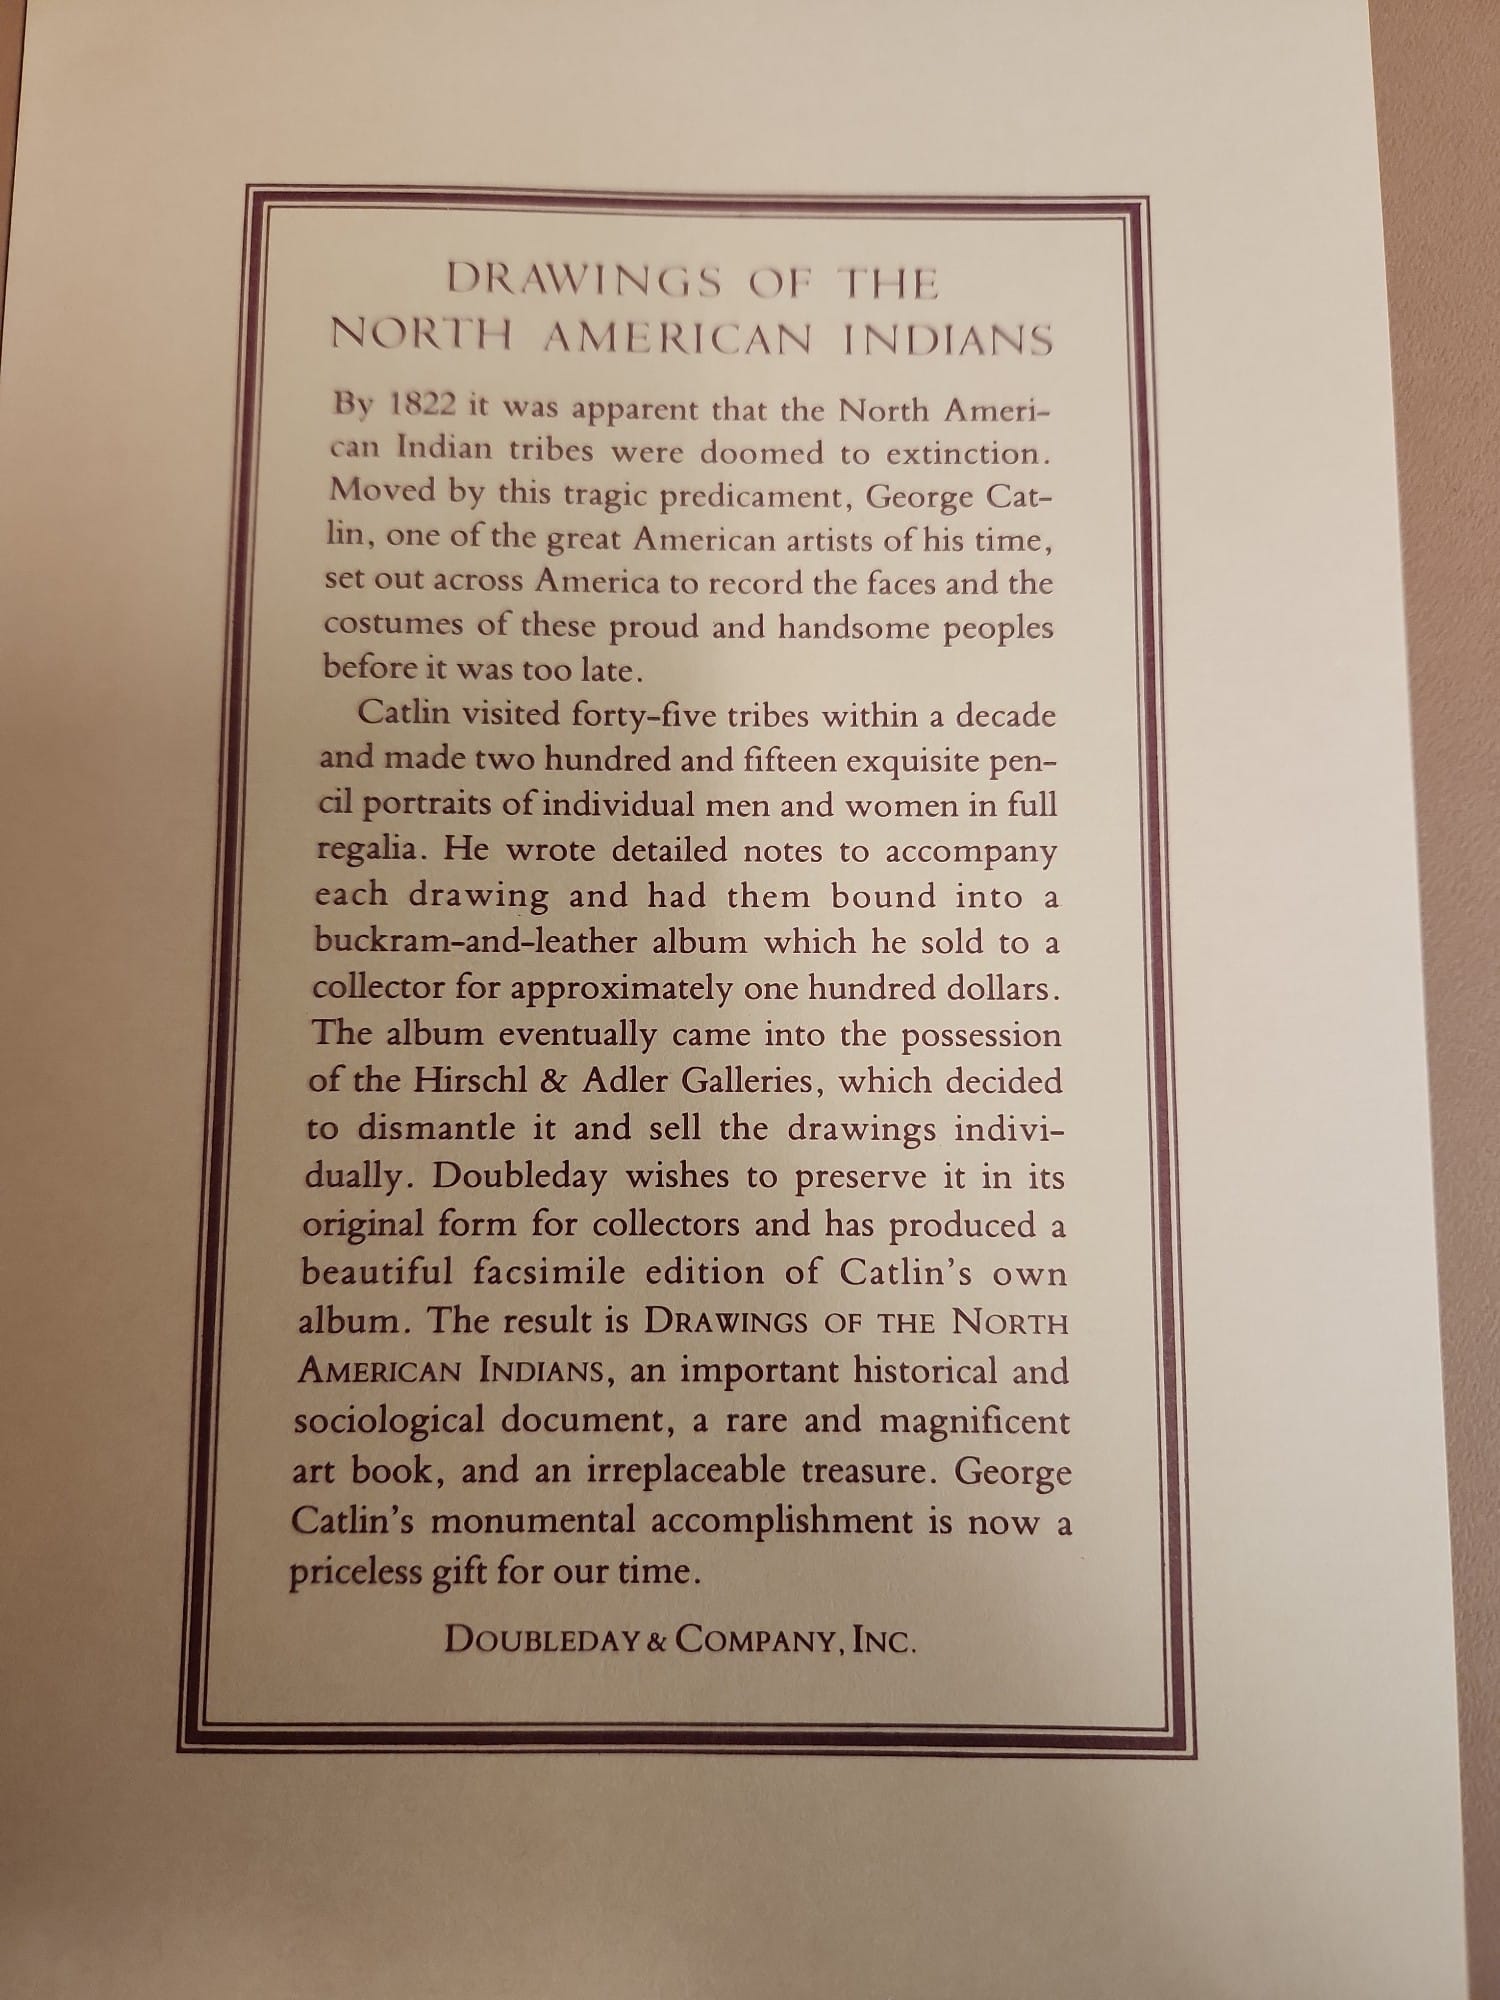 DRAWINGS OF THE
NORTH AMERICAN INDIANS
By 1822 it was apparent that the North Ameri-
can Indian tribes were doomed to extinction.
Moved by this tragic predicament, George Cat-
lin, one of the great American artists of his time,
set out across America to record the faces and the
costumes of these proud and handsome peoples
before it was too late.
Catlin visited forty-five tribes within a decade
and made two hundred and fifteen exquisite pen-
cil portraits of individual men and women in full
regalia. He wrote detailed notes to accompany
each drawing and had them bound into a
buckram-and-leather album which he sold to a
collector for approximately one hundred dollars.
The album eventually came into the possession
of the Hirschl & Adler Galleries, which decided
to dismantle it and sell the drawings indivi-
dually. Doubleday wishes to preserve it in its
original form for collectors and has produced a
beautiful facsimile edition of Catlin's own
album. The result is DRAWINGS OF THE NORTH
AMERICAN INDIANS, an important historical and
sociological document, a rare and magnificent
art book, and an irreplaceable treasure. George
Catlin's monumental accomplishment is now a
priceless gift for our time.
DOUBLEDAY & COMPANY, INC.